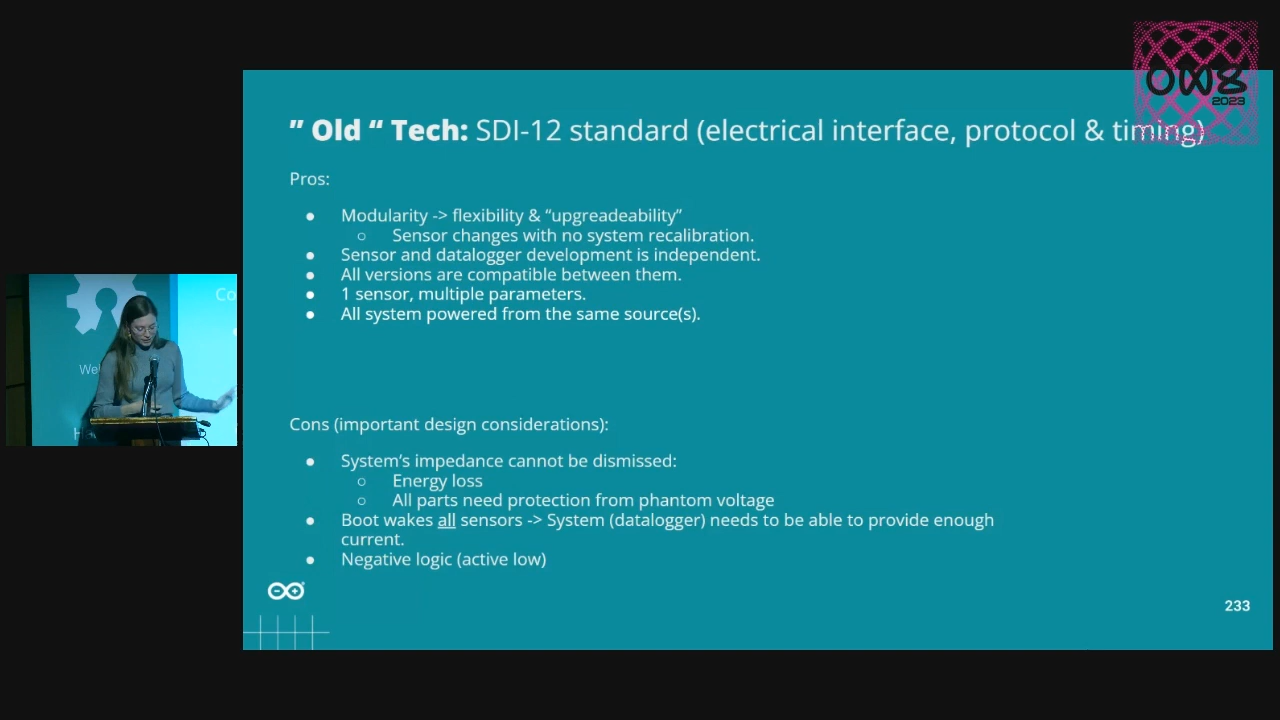 OW8
2023
” Old “ Tech: SDI-12 standard (electrical interface, protocol & timing)
Pros:
● Modularity -> flexibility & “upgreadeability”
○ Sensor changes with no system recalibration.
● Sensor and datalogger development is independent.
● All versions are compatible between them.
● 1 sensor, multiple parameters.
● All system powered from the same source(s).
Co
Wel
H
Cons (important design considerations):
● System’s impedance cannot be dismissed:
○ Energy loss
○ All parts need protection from phantom voltage
● Boot wakes all sensors -> System (datalogger) needs to be able to provide enough
current.
● Negative logic (active low)
233